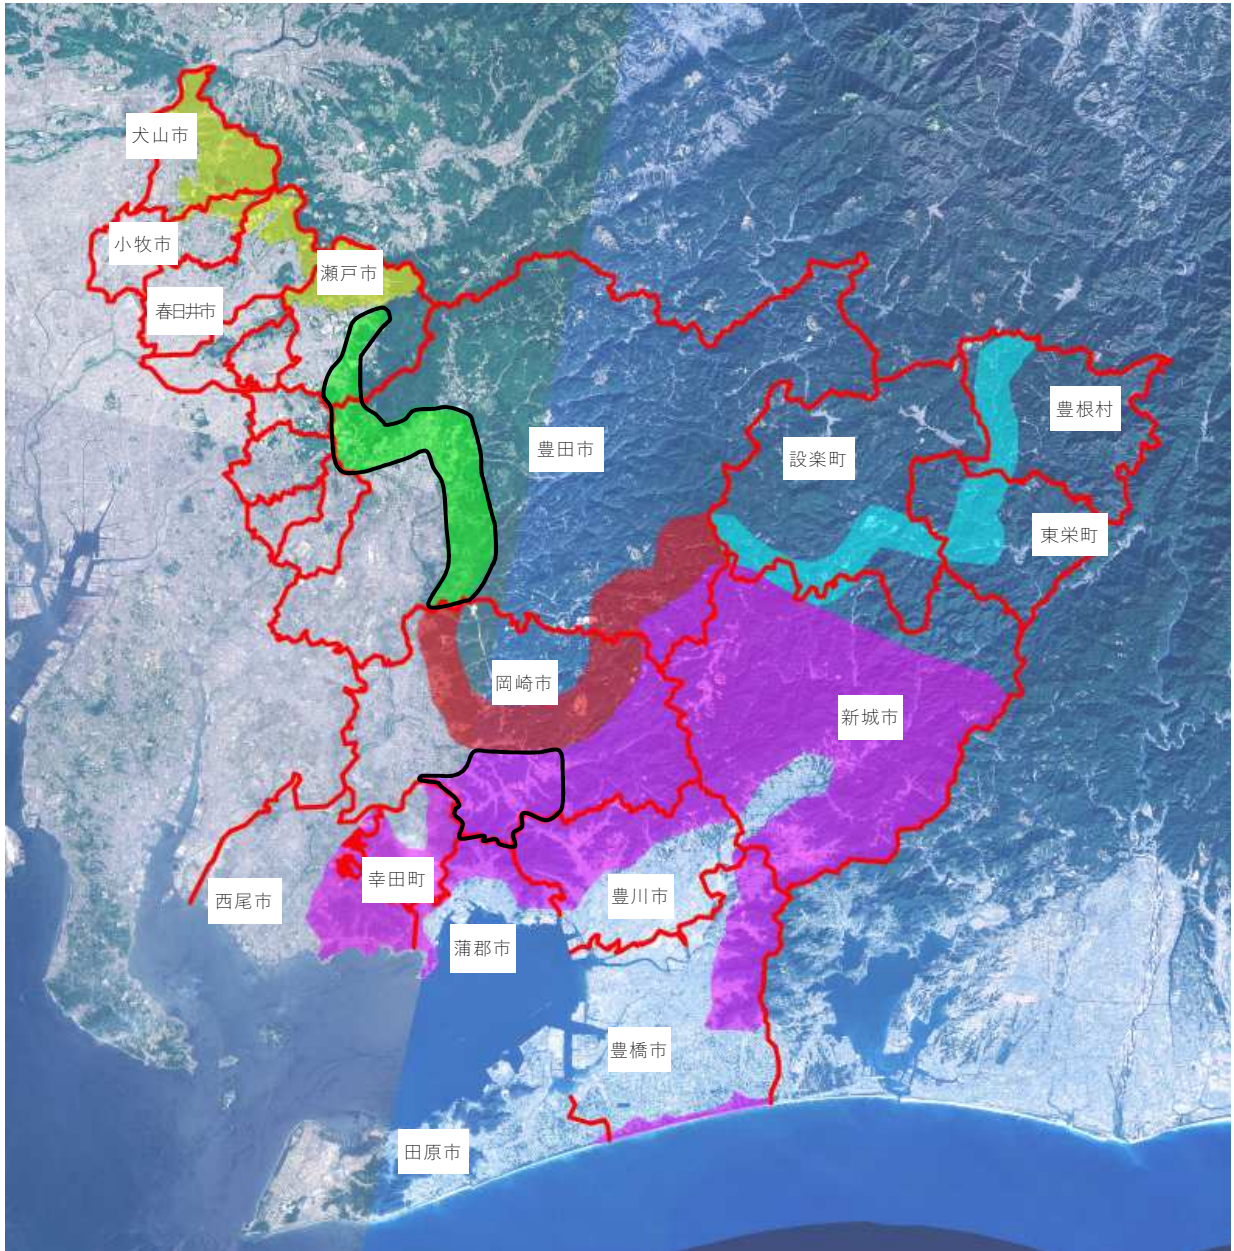 犬山市
小牧市
瀬戸市
春日井市
豊根村
豊田市
設楽町
東栄町
岡崎市
新城市
幸田町
西尾市
豊川市
蒲郡市
豊橋市
田原市